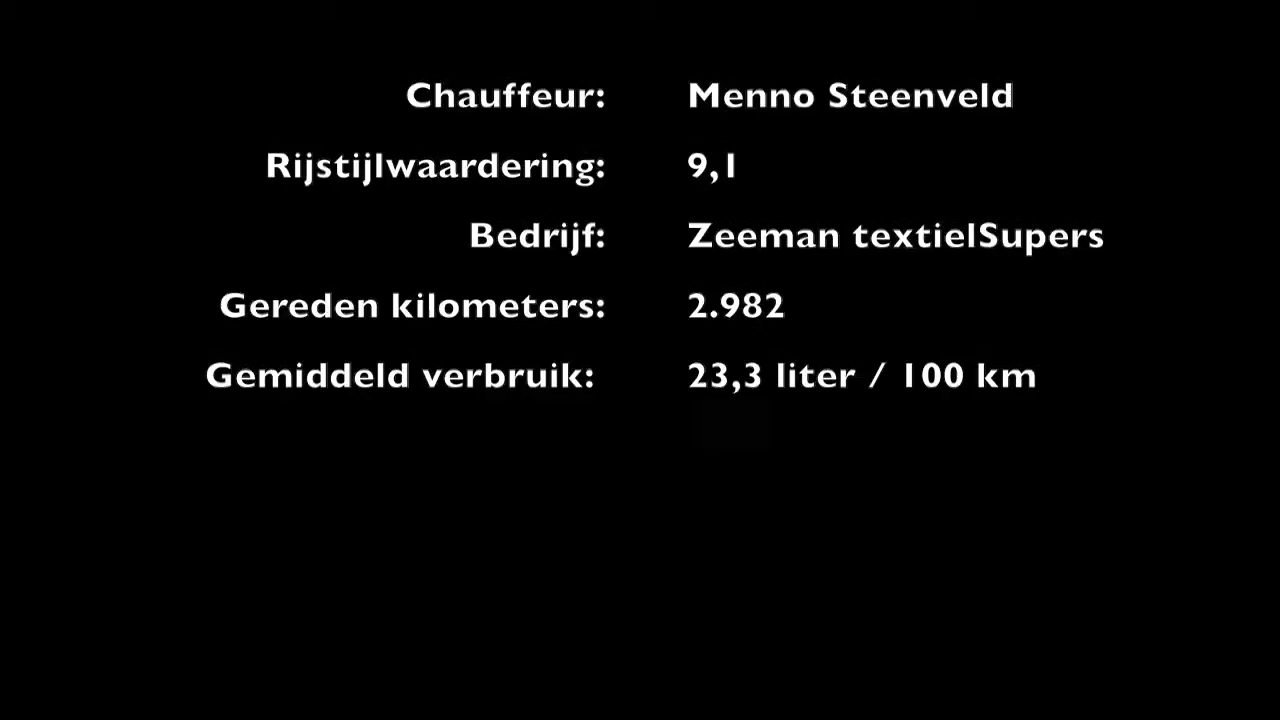 Chauffeur: Menno Steenveld
Rijstijlwaardering: 9,1
Bedrijf: Zeeman textielSupers
Gereden kilometers: 2.982
Gemiddeld verbruik: 23,3 liter / 100 km